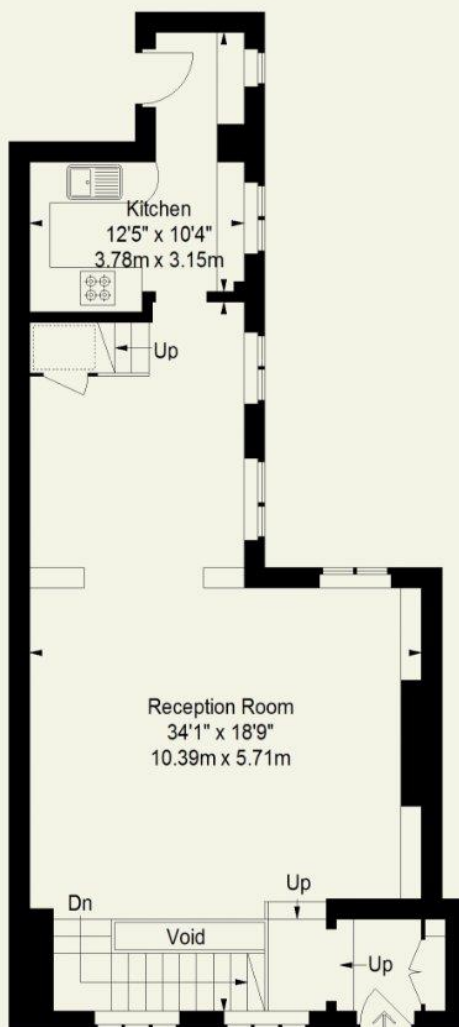 Kitchen
12'5" x 10'4"
3.78m x 3.15m
Up
Reception Room
34'1" x 18'9"
10.39m x 5.71m
Dn
Up
Void
Up